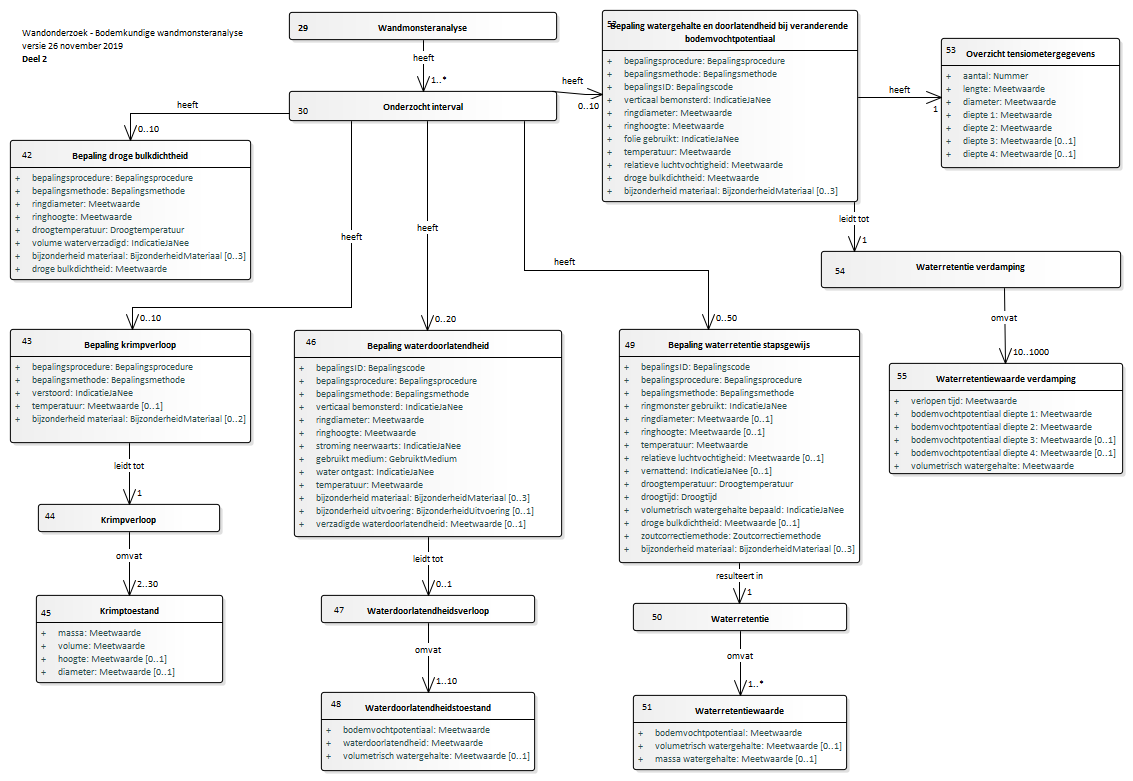 Wandonderzoek - Bodemkundige wandmonsteranalyse
versie 26 november 2019
Deel 2
29
Wandmonsteranalyse
heeft
1..*
30
Onderzocht interval
heeft
0..10
52
Bepaling watergehalte en doorlatendheid bij veranderende
bodemvochtpotentiaal
+ bepalingsprocedure: Bepalingsprocedure
+ bepalingsmethode: Bepalingsmethode
+ bepalingsID: Bepalingscode
+ verticaal bemonsterd: IndicatieJaNee
+ ringdiameter: Meetwaarde
+ ringhoogte: Meetwaarde
+ folie gebruikt: IndicatieJaNee
+ temperatuur: Meetwaarde
+ relatieve luchtvochtigheid: Meetwaarde
+ droge bulkdichtheid: Meetwaarde
+ bijzonderheid materiaal: BijzonderheidMateriaal [0..3]
heeft
1
53
Overzicht tensiometergegevens
+ aantal: Nummer
+ lengte: Meetwaarde
+ diameter: Meetwaarde
+ diepte 1: Meetwaarde
+ diepte 2: Meetwaarde
+ diepte 3: Meetwaarde [0..1]
+ diepte 4: Meetwaarde [0..1]
heeft
0..10
42
Bepaling droge bulkdichtheid
+ bepalingsprocedure: Bepalingsprocedure
+ bepalingsmethode: Bepalingsmethode
+ ringdiameter: Meetwaarde
+ ringhoogte: Meetwaarde
+ droogtemperatuur: Droogtemperatuur
+ volume waterverzadigd: IndicatieJaNee
+ bijzonderheid materiaal: BijzonderheidMateriaal [0..3]
+ droge bulkdichtheid: Meetwaarde
leidt tot
1
54
Waterretentie verdamping
omvat
10..1000
55
Waterretentiewaarde verdamping
+ verlopen tijd: Meetwaarde
+ bodemvochtpotentiaal diepte 1: Meetwaarde
+ bodemvochtpotentiaal diepte 2: Meetwaarde
+ bodemvochtpotentiaal diepte 3: Meetwaarde [0..1]
+ bodemvochtpotentiaal diepte 4: Meetwaarde [0..1]
+ volumetrisch watergehalte: Meetwaarde
heeft
0..10
43
Bepaling krimpverloop
+ bepalingsprocedure: Bepalingsprocedure
+ bepalingsmethode: Bepalingsmethode
+ verstoord: IndicatieJaNee
+ temperatuur: Meetwaarde [0..1]
+ bijzonderheid materiaal: BijzonderheidMateriaal [0..2]
leidt tot
1
44
Krimpverloop
omvat
2..30
45
Krimptoestand
+ massa: Meetwaarde
+ volume: Meetwaarde
+ hoogte: Meetwaarde [0..1]
+ diameter: Meetwaarde [0..1]
heeft
0..20
46
Bepaling waterdoorlatendheid
+ bepalingsID: Bepalingscode
+ bepalingsprocedure: Bepalingsprocedure
+ bepalingsmethode: Bepalingsmethode
+ verticaal bemonsterd: IndicatieJaNee
+ ringdiameter: Meetwaarde
+ ringhoogte: Meetwaarde
+ stroming neerwaarts: IndicatieJaNee
+ gebruikt medium: GebruiktMedium
+ water ontgast: IndicatieJaNee
+ temperatuur: Meetwaarde
+ bijzonderheid materiaal: BijzonderheidMateriaal [0..3]
+ bijzonderheid uitvoering: BijzonderheidUitvoering [0..1]
+ verzadigde waterdoorlatendheid: Meetwaarde [0..1]
leidt tot
0..1
47
Waterdoorlatendheidsverloop
omvat
1..10
48
Waterdoorlatendheidstoestand
+ bodemvochtpotentiaal: Meetwaarde
+ waterdoorlatendheid: Meetwaarde
+ volumetrisch watergehalte: Meetwaarde [0..1]
heeft
0..50
49
Bepaling waterretentie stapsgewijs
+ bepalingsID: Bepalingscode
+ bepalingsprocedure: Bepalingsprocedure
+ bepalingsmethode: Bepalingsmethode
+ ringmonster gebruikt: IndicatieJaNee
+ ringdiameter: Meetwaarde [0..1]
+ ringhoogte: Meetwaarde [0..1]
+ temperatuur: Meetwaarde
+ relatieve luchtvochtigheid: Meetwaarde [0..1]
+ vernattend: IndicatieJaNee [0..1]
+ droogtemperatuur: Droogtemperatuur
+ droogtijd: Droogtijd
+ volumetrisch watergehalte bepaald: IndicatieJaNee
+ droge bulkdichtheid: Meetwaarde [0..1]
+ zoutcorrectiemethode: Zoutcorrectiemethode
+ bijzonderheid materiaal: BijzonderheidMateriaal [0..3]
resulteert in
1
50
Waterretentie
omvat
1..*
51
Waterretentiewaarde
+ bodemvochtpotentiaal: Meetwaarde
+ volumetrisch watergehalte: Meetwaarde [0..1]
+ massa watergehalte: Meetwaarde [0..1]